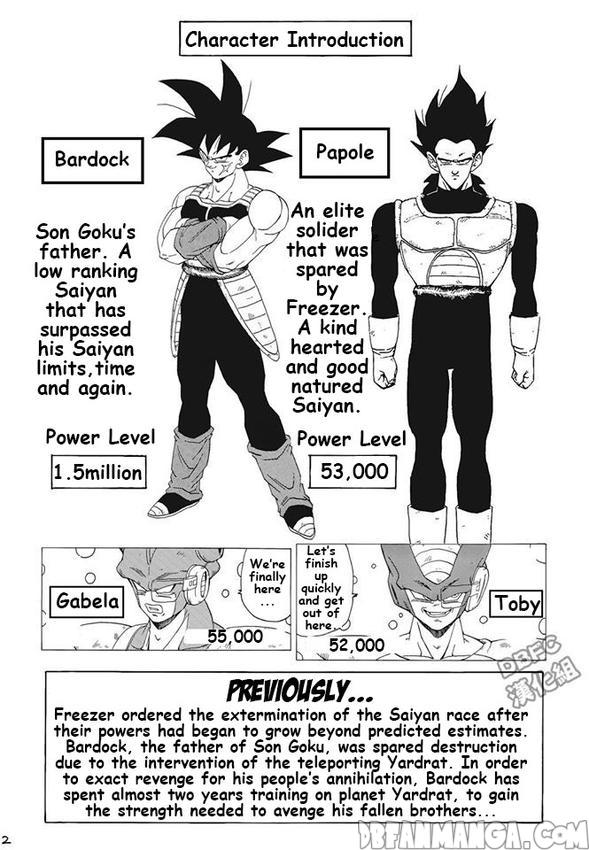 Character Introduction
Bardock
Son Goku's
father. A
low ranking
Saiyan
that has
surpassed
his Saiyan
limits,time
and again.
Power Level
1.5million
Papole
An elite
solider
that was
spared
by
Freezer.
A kind
hearted
and good
natured
Saiyan.
Power Level
53,000
Gabela
We're
finally
here
...
55,000
Let's
finish
up
quickly
and get
out of
here.
Toby
52,000
DBFC
漢化組
PREVIOUSLY...
Freezer ordered the extermination of the Saiyan race after
their powers had began to grow beyond predicted estimates.
Bardock, the father of Son Goku, was spared destruction
due to the intervention of the teleporting Yardrat. In order
to exact revenge for his people's annihilation, Bardock has
spent almost two years training on planet Yardrat, to gain
the strength needed to avenge his fallen brothers...
2
DBFANMANGA.COM